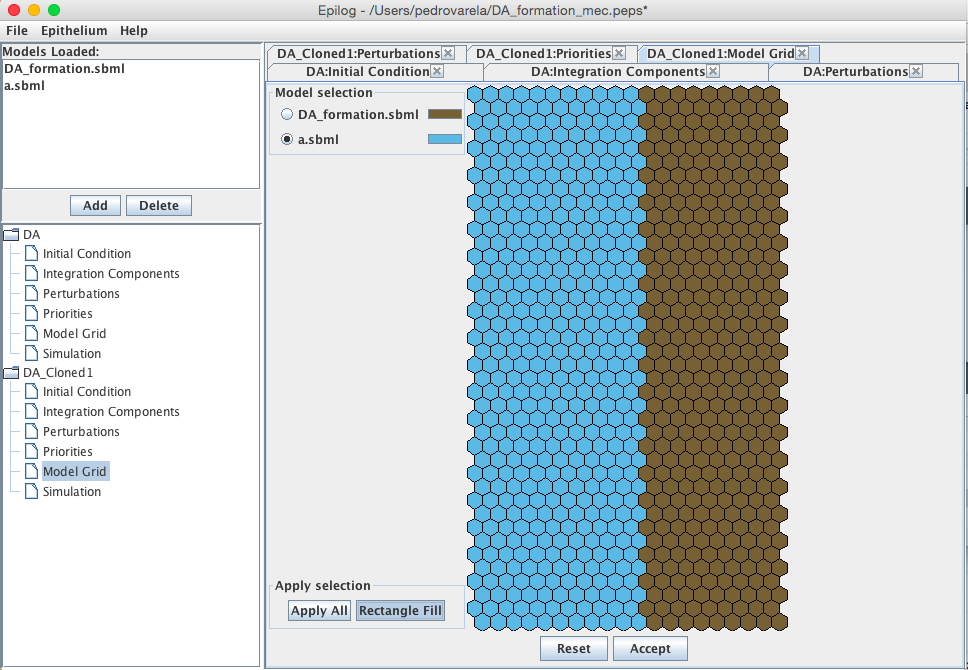 Epilog - /Users/pedrovarela/DA_formation_mec.peps*
File Epithelium Help
Models Loaded:
DA_formation.sbml
a.sbml
Add Delete
DA
Initial Condition
Integration Components
Perturbations
Priorities
Model Grid
Simulation
DA_Cloned1
Initial Condition
Integration Components
Perturbations
Priorities
Model Grid
Simulation
DA_Cloned1:Perturbations DA_Cloned1:Priorities DA_Cloned1:Model Grid
DA:Initial Condition DA:Integration Components DA:Perturbations
Model selection
DA_formation.sbml
a.sbml
Apply selection
Apply All Rectangle Fill
Reset Accept